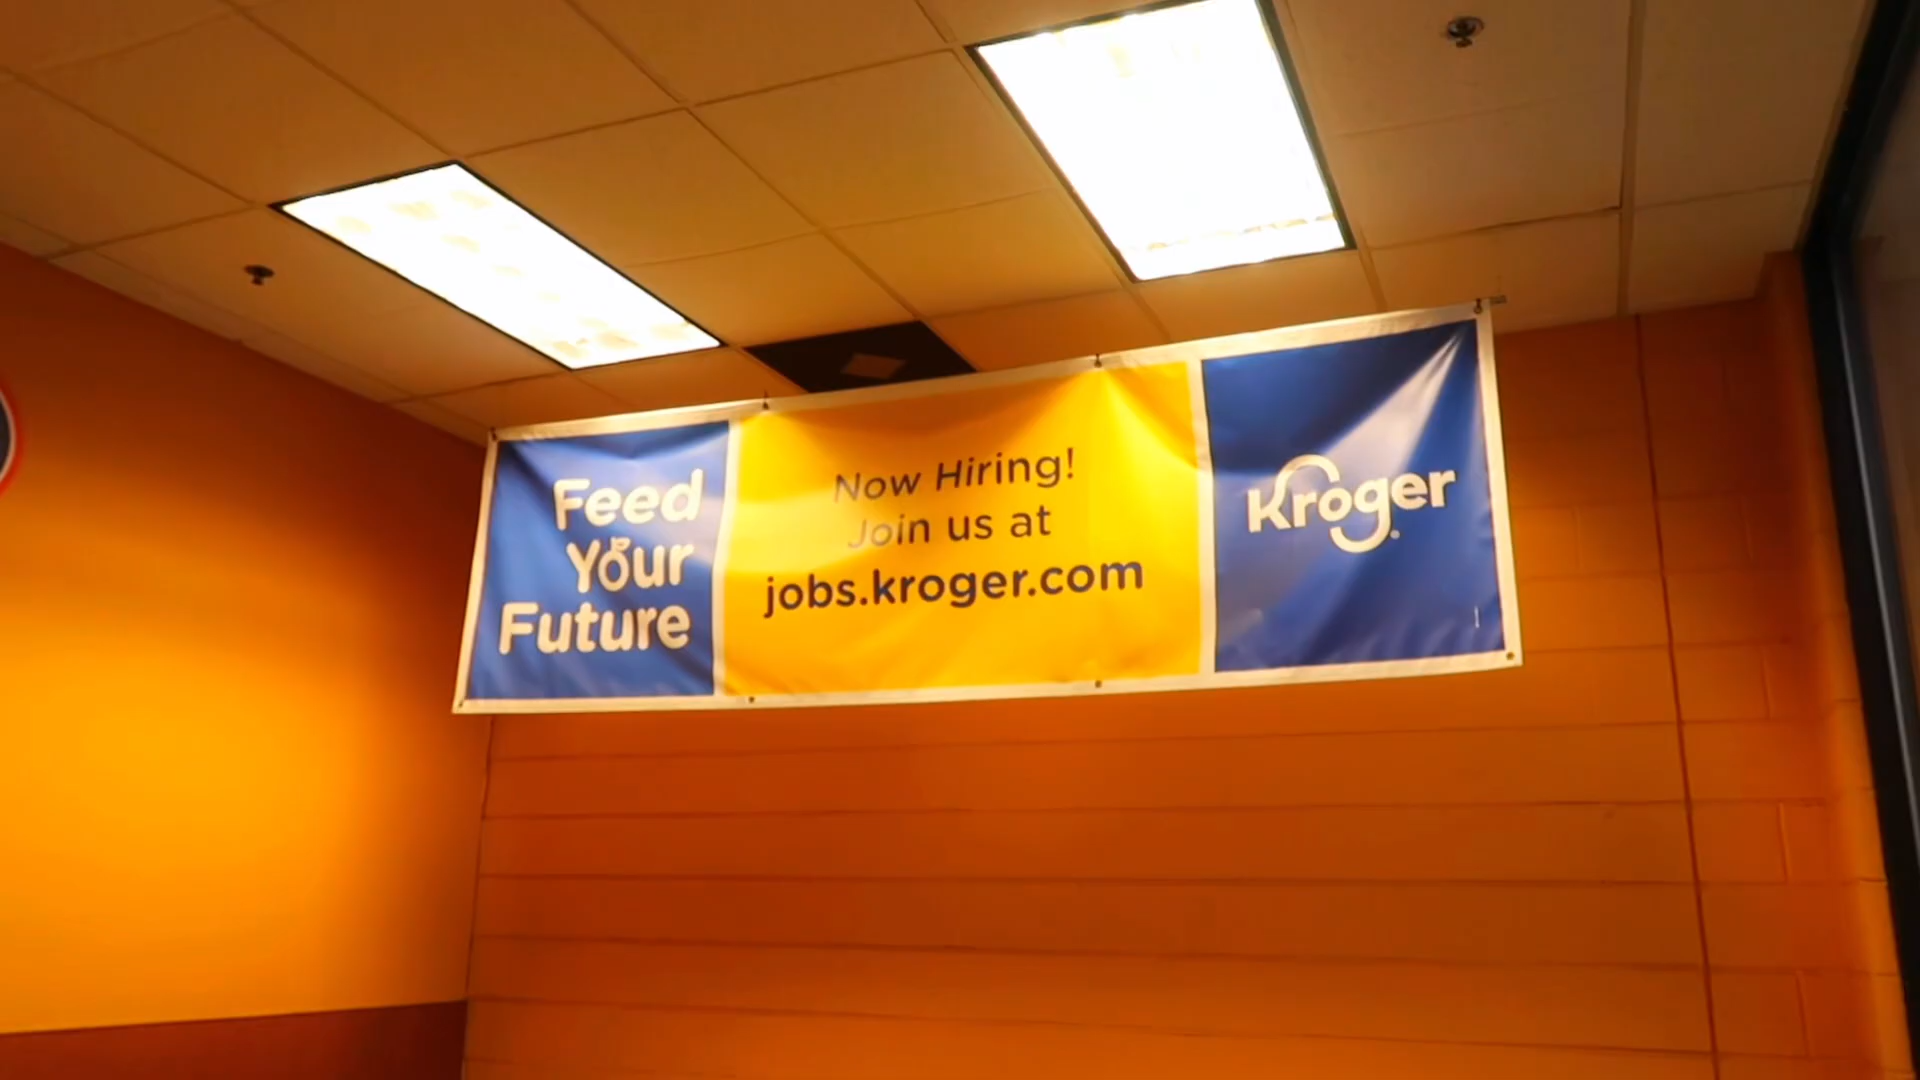 Feed
Your
Future
Now Hiring!
Join us at
jobs.kroger.com
Kroger